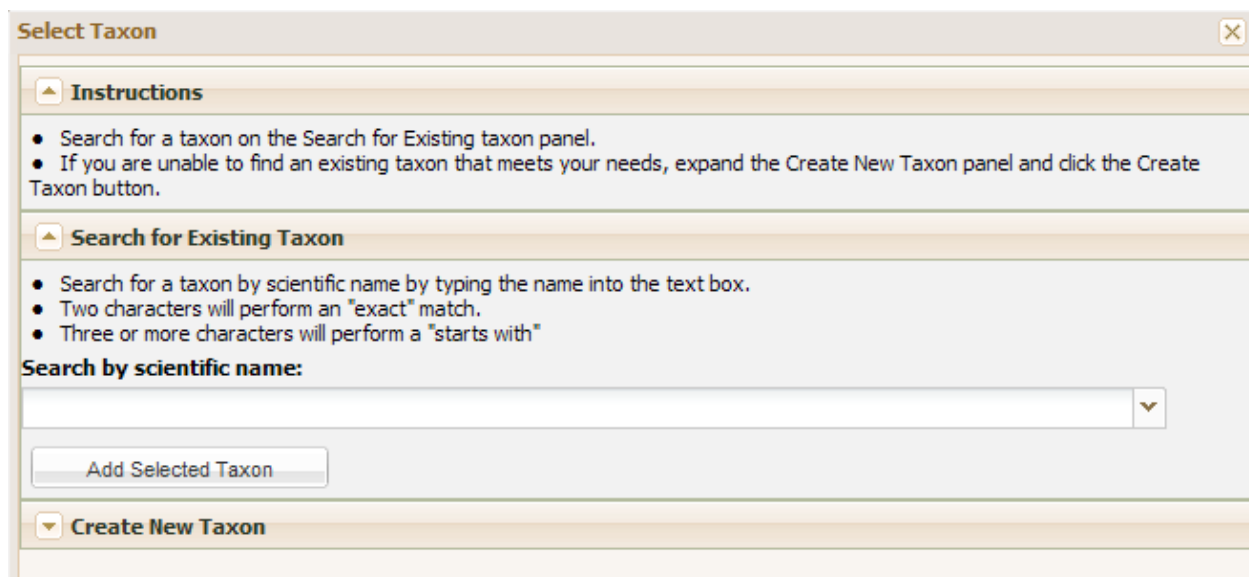 Select Taxon
Instructions
● Search for a taxon on the Search for Existing taxon panel.
● If you are unable to find an existing taxon that meets your needs, expand the Create New Taxon panel and click the Create
Taxon button.
Search for Existing Taxon
● Search for a taxon by scientific name by typing the name into the text box.
● Two characters will perform an "exact" match.
● Three or more characters will perform a "starts with"
Search by scientific name:
Add Selected Taxon
Create New Taxon